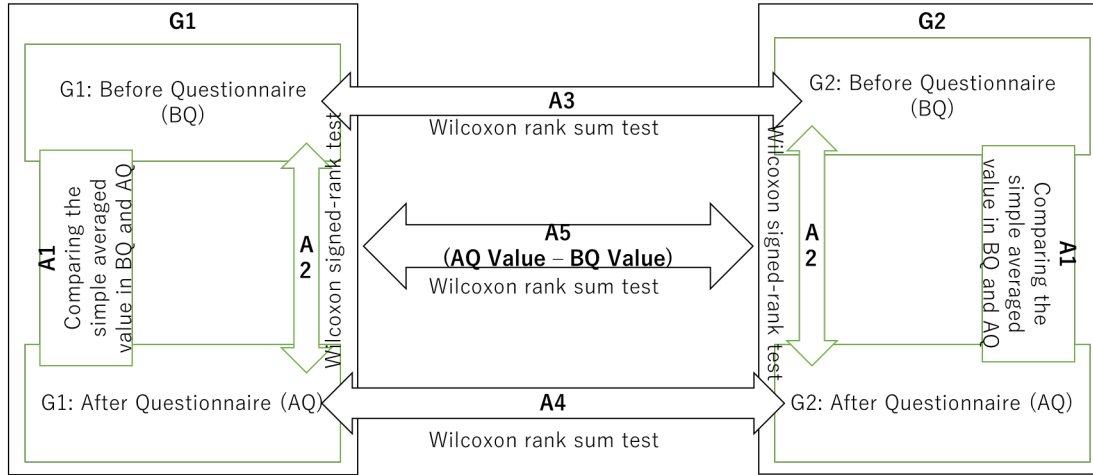 G1
G2
G1: Before Questionnaire
(BQ)
G2: Before Questionnaire
(BQ)
A3
Wilcoxon rank sum test
A1
Comparing the
simple averaged
value in BQ and AQ
A
2
Wilcoxon signed-rank test
A5
(AQ Value – BQ Value)
Wilcoxon rank sum test
Wilcoxon signed-rank test
A
2
Comparing the
simple averaged
value in BQ and AQ
A1
G1: After Questionnaire (AQ)
A4
Wilcoxon rank sum test
G2: After Questionnaire (AQ)